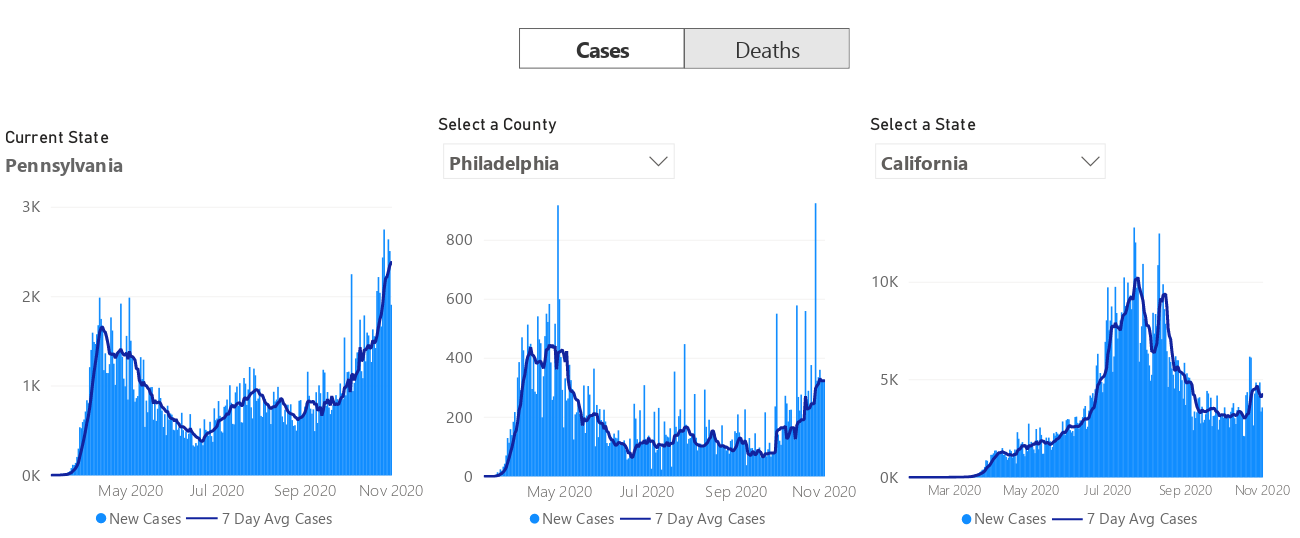 Cases Deaths
Current State
Pennsylvania
3K
2K
1K
0K
May 2020 Jul 2020 Sep 2020 Nov 2020
New Cases 7 Day Avg Cases
Select a County
Philadelphia
800
600
400
200
0
May 2020 Jul 2020 Sep 2020 Nov 2020
New Cases 7 Day Avg Cases
Select a State
California
10K
5K
0K
Mar 2020 May 2020 Jul 2020 Sep 2020 Nov 2020
New Cases 7 Day Avg Cases